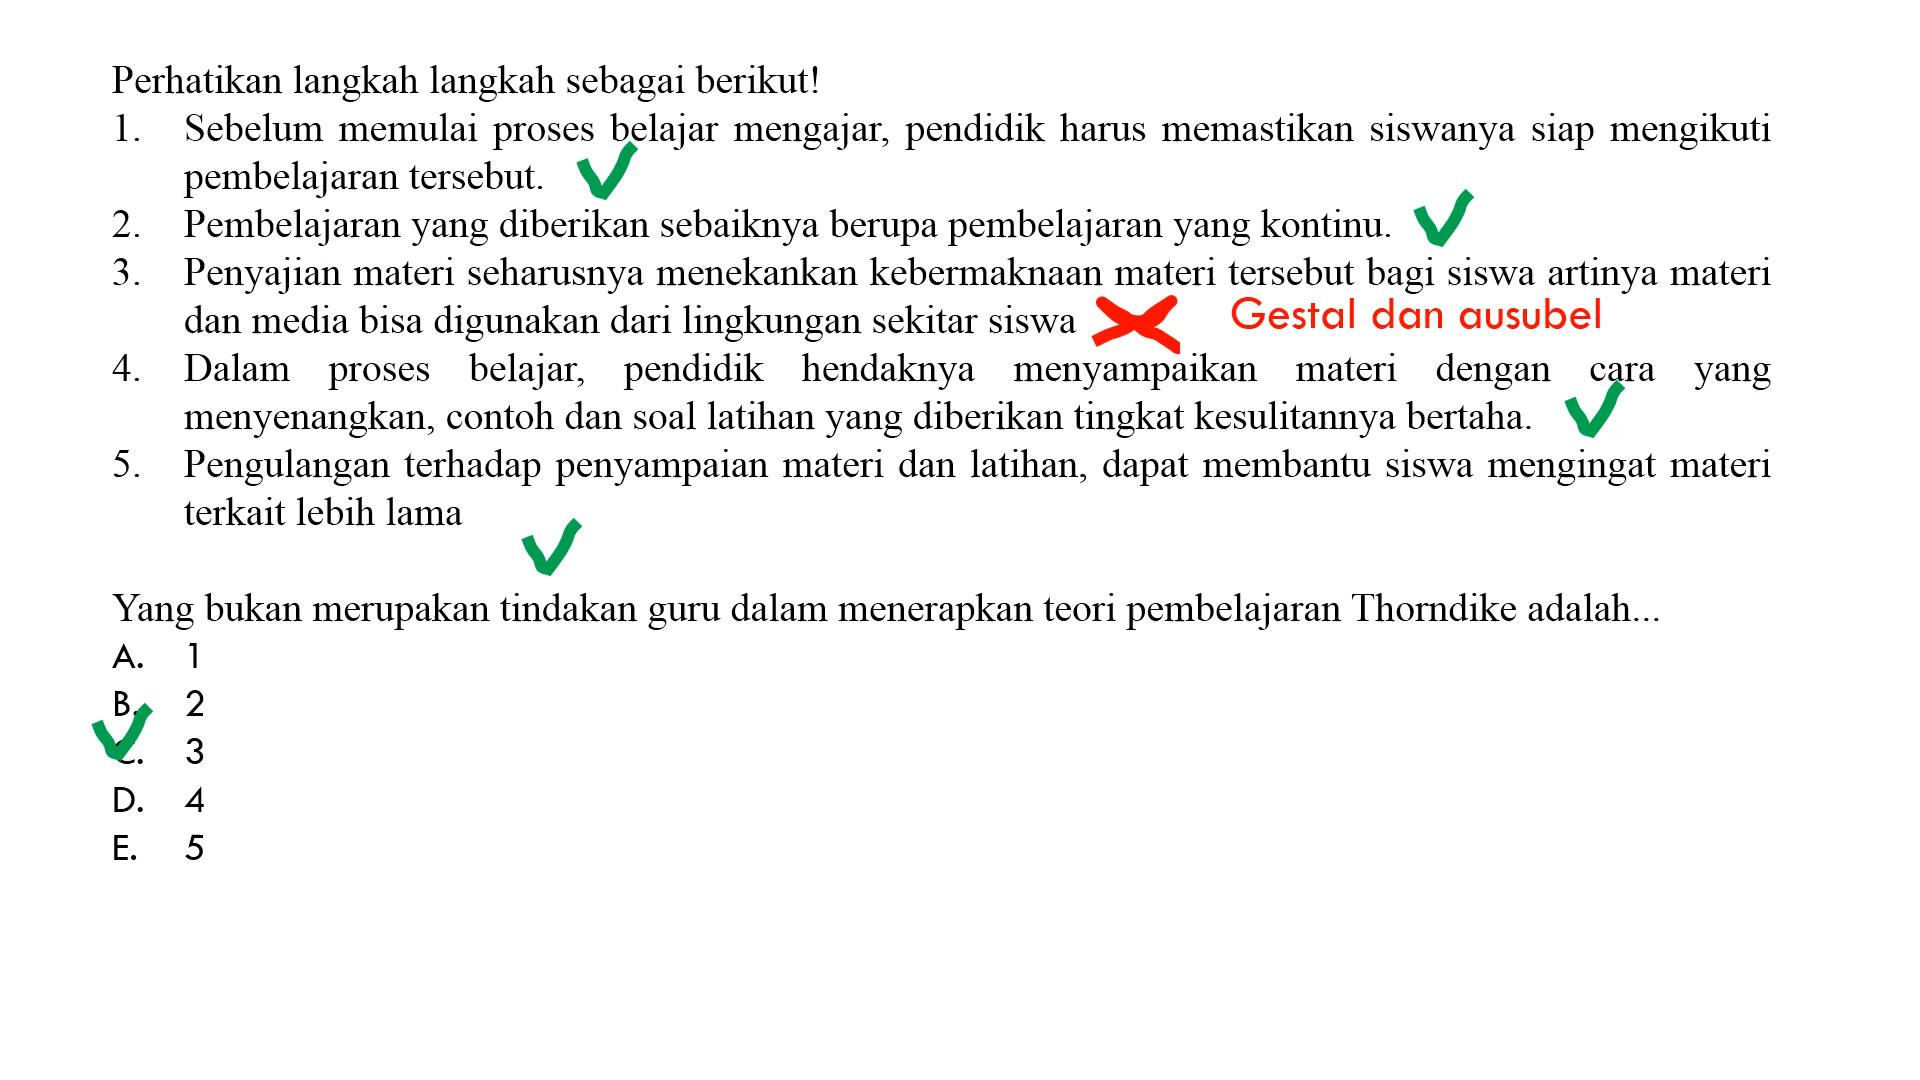 Perhatikan langkah langkah sebagai berikut!
1. Sebelum memulai proses belajar mengajar, pendidik harus memastikan siswanya siap mengikuti
pembelajaran tersebut.
2. Pembelajaran yang diberikan sebaiknya berupa pembelajaran yang kontinu.
3. Penyajian materi seharusnya menekankan kebermaknaan materi tersebut bagi siswa artinya materi
dan media bisa digunakan dari lingkungan sekitar siswa
Gestal dan ausubel
4. Dalam proses belajar, pendidik hendaknya menyampaikan materi dengan cara yang
menyenangkan, contoh dan soal latihan yang diberikan tingkat kesulitannya bertaha.
5. Pengulangan terhadap penyampaian materi dan latihan, dapat membantu siswa mengingat materi
terkait lebih lama
Yang bukan merupakan tindakan guru dalam menerapkan teori pembelajaran Thorndike adalah...
A. 1
B. 2
C. 3
D. 4
E. 5